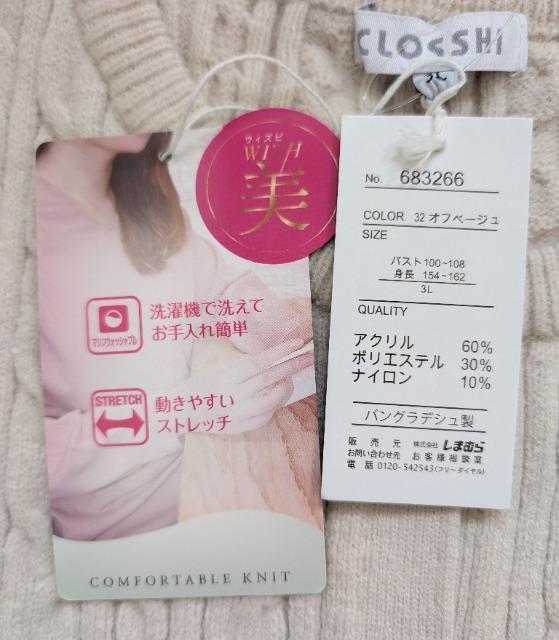 CLOSSHI
3L
ウィズビ
WITH
美
洗濯機で洗えて
お手入れ簡単
マシンウォッシャブル
STRETCH
動きやすい
ストレッチ
COMFORTABLE KNIT
No. 683266
COLOR 32 オフベージュ
SIZE
バスト100~108
身長 154~162
3L
QUALITY
アクリル 60%
ポリエステル 30%
ナイロン 10%
バングラデシュ製
販売元 株式会社 しまむら
お問い合わせ先 お客様相談室
電話 0120-542543(フリーダイヤル)